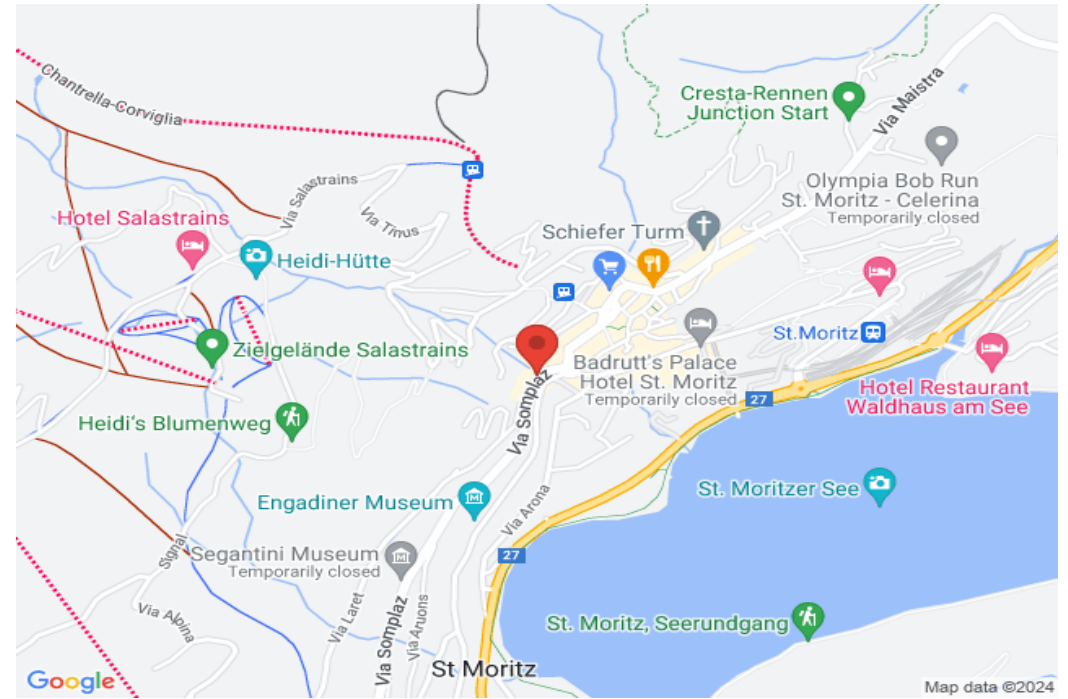 Chantrella-Corviglia
Cresta-Rennen
Junction Start
Via Maistra
Olympia Bob Run
St. Moritz - Celerina
Temporarily closed
Via Salastrains
Hotel Salastrains
Via Tinus
Schiefer Turm
Heidi-Hütte
St.Moritz
Zielgelände Salastrains
Badrutt's Palace
Hotel St. Moritz
Temporarily closed
27
Hotel Restaurant
Waldhaus am See
Heidi's Blumenweg
Via Somplaz
Engadiner Museum
St. Moritzer See
Via Arona
Signal
Segantini Museum
Temporarily closed
27
Via Alpina
Via Laret
Via Aruons
Via Somplaz
St. Moritz, Seerundgang
St Moritz
Google
Map data ©2024